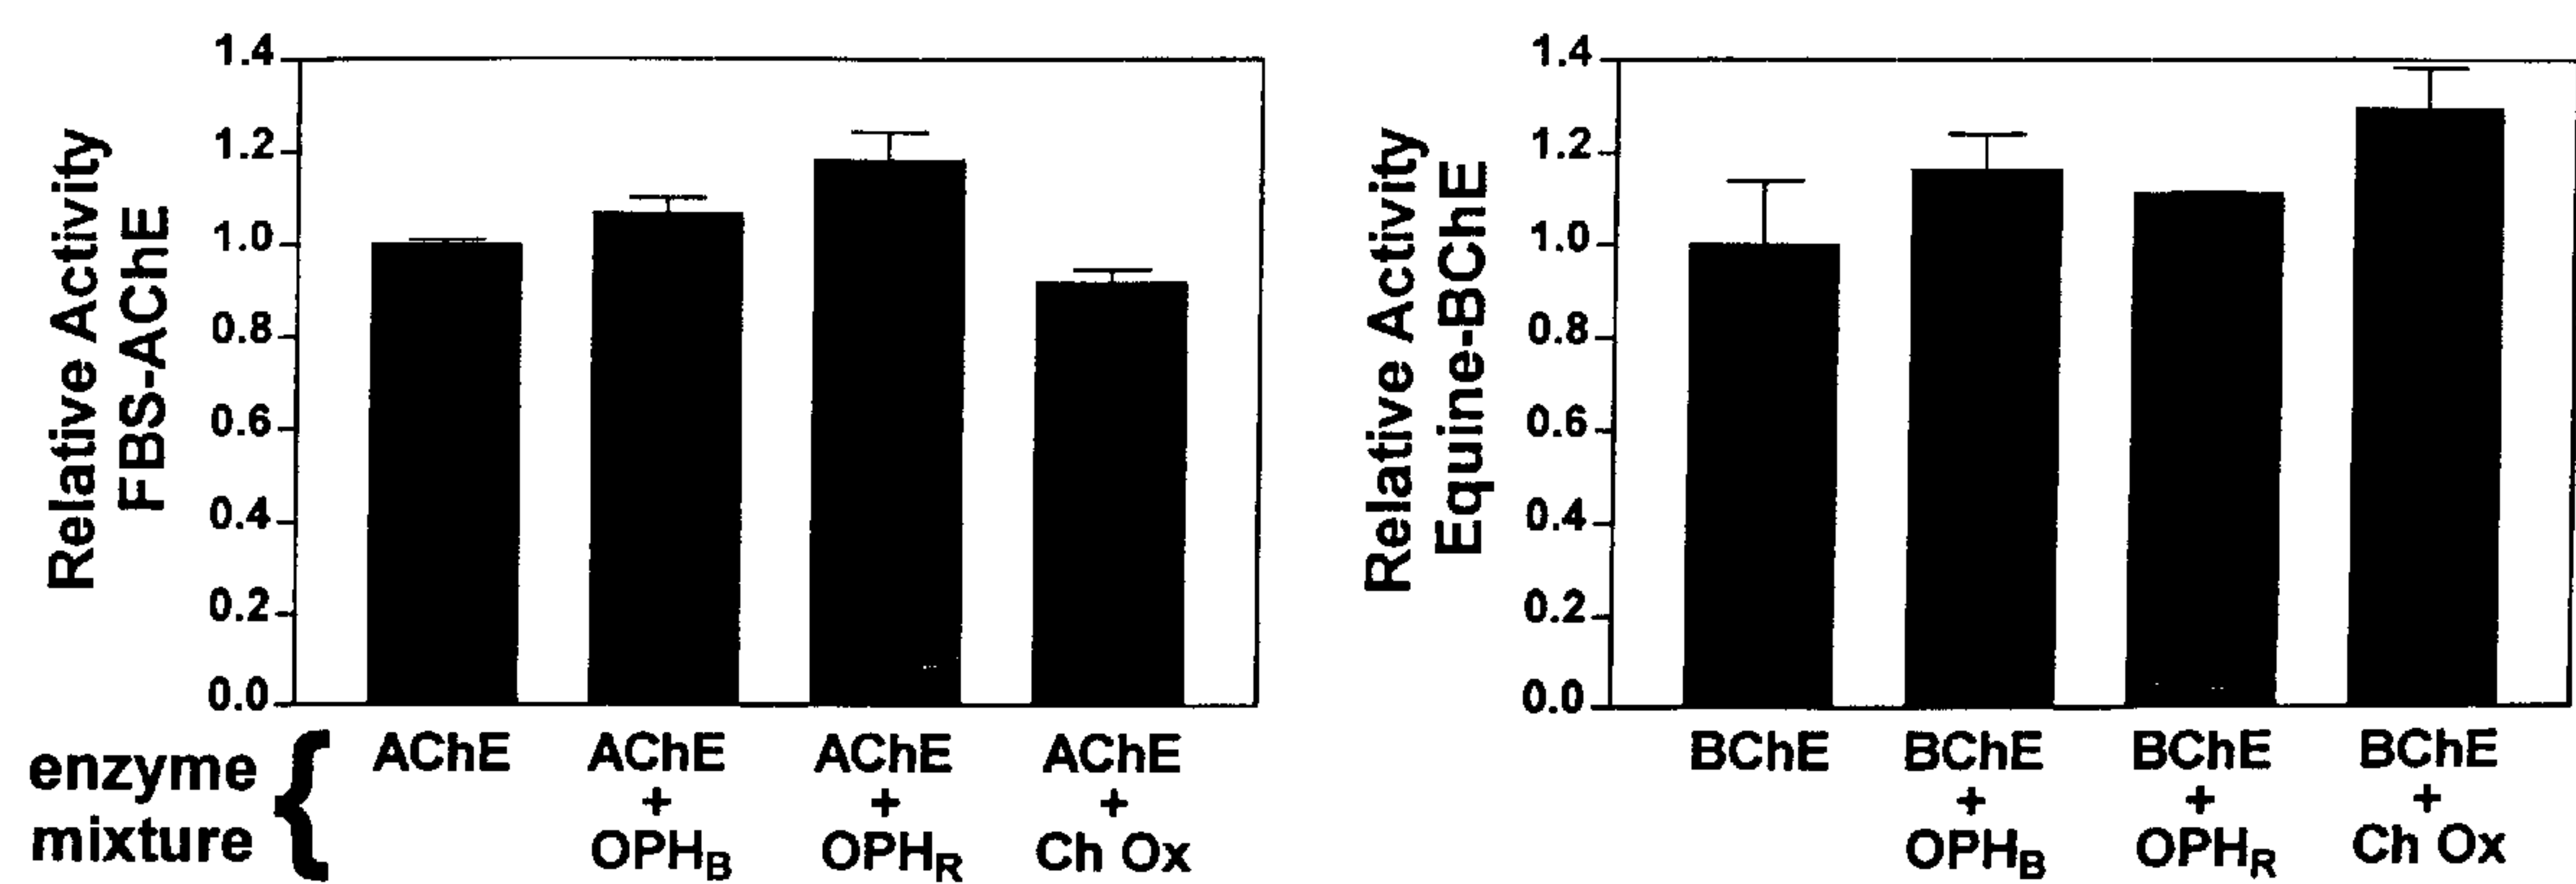 Relative Activity
FBS-AChE
1.4
1.2
1.0
0.8
0.6
0.4
0.2
0.0
enzyme
mixture
{
AChE
AChE
+
OPHB
AChE
+
OPHR
AChE
+
Ch Ox
Relative Activity
Equine-BChE
1.4
1.2
1.0
0.8
0.6
0.4
0.2
0.0
BChE
BChE
+
OPHB
BChE
+
OPHR
BChE
+
Ch Ox